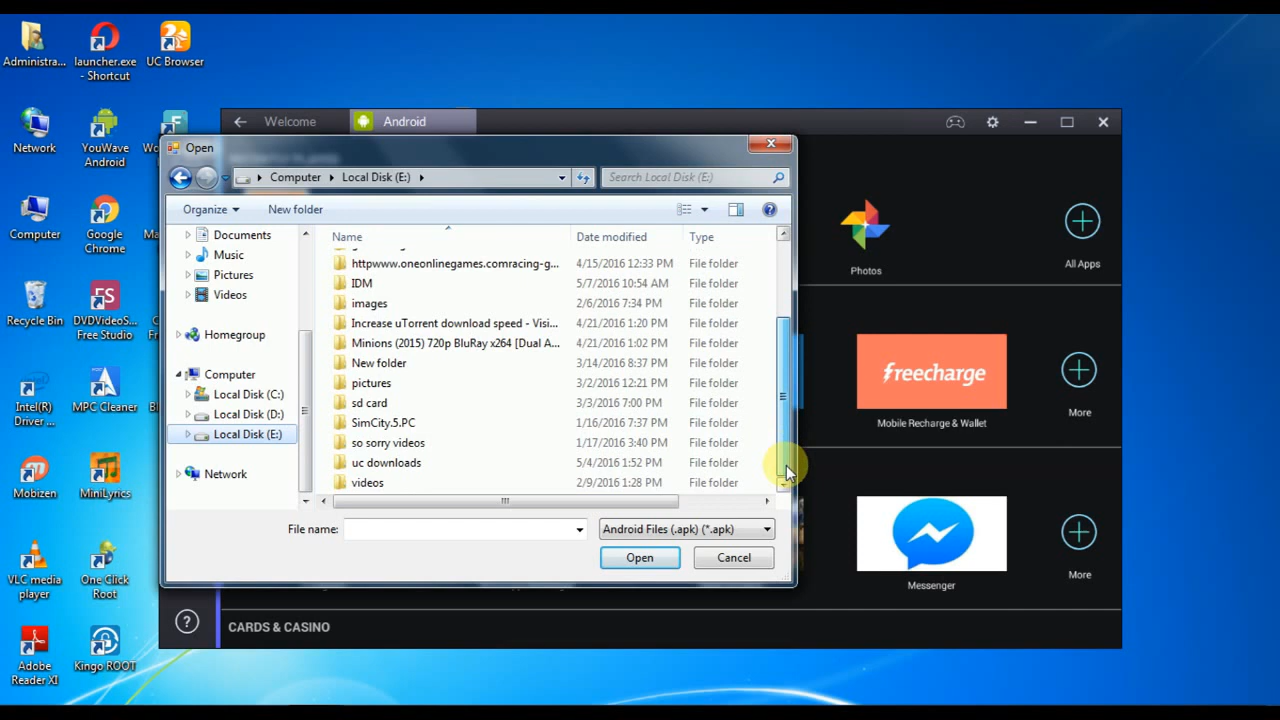 Administra...
launcher.exe
- Shortcut
UC Browser
Network
YouWave
Android
Computer
Google
Chrome
Recycle Bin
DVDVideoS...
Free Studio
Intel(R)
Driver ...
MPC Cleaner
Mobizen
MiniLyrics
VLC media
player
One Click
Root
Adobe
Reader XI
Kingo ROOT
Welcome
Android
Open
Computer
Local Disk (E:)
Search Local Disk (E:)
Organize
New folder
Documents
Music
Pictures
Videos
Homegroup
Computer
Local Disk (C:)
Local Disk (D:)
Local Disk (E:)
Network
Name Date modified Type
httpwww.oneonlinegames.comracing-g... 4/15/2016 12:33 PM File folder
IDM 5/7/2016 10:54 AM File folder
images 2/6/2016 7:34 PM File folder
Increase uTorrent download speed - Visi... 4/21/2016 1:20 PM File folder
Minions (2015) 720p BluRay x264 [Dual A... 4/21/2016 1:02 PM File folder
New folder 3/14/2016 8:37 PM File folder
pictures 3/2/2016 12:21 PM File folder
sd card 3/3/2016 7:00 PM File folder
SimCity.5.PC 1/16/2016 7:37 PM File folder
so sorry videos 1/17/2016 3:40 PM File folder
uc downloads 5/4/2016 1:52 PM File folder
videos 2/9/2016 1:28 PM File folder
File name:
Android Files (.apk) (*.apk)
Open
Cancel
Photos
All Apps
freecharge
Mobile Recharge & Wallet
More
Messenger
More
?
CARDS & CASINO